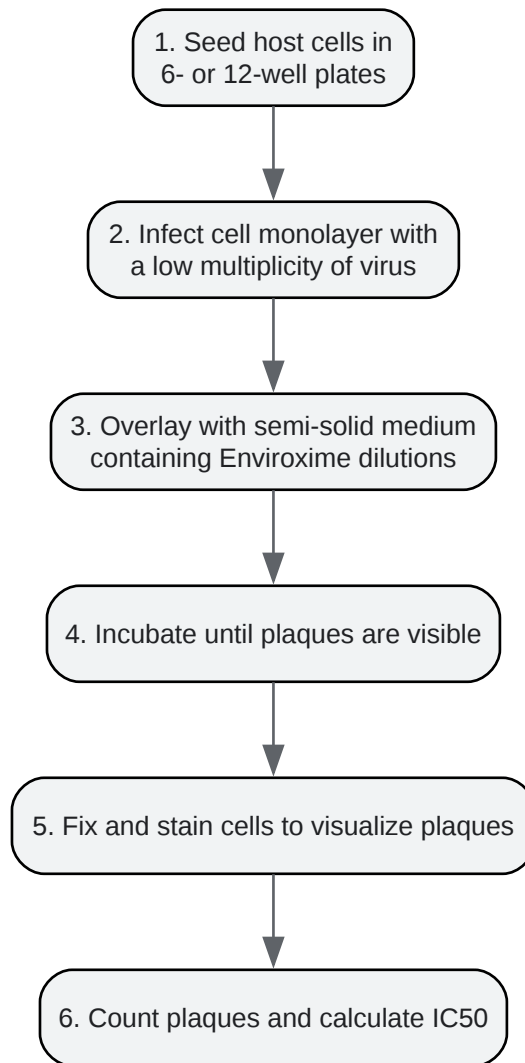 1. Seed host cells in
6- or 12-well plates
2. Infect cell monolayer with
a low multiplicity of virus
3. Overlay with semi-solid medium
containing Enviroxime dilutions
4. Incubate until plaques are visible
5. Fix and stain cells to visualize plaques
6. Count plaques and calculate IC50